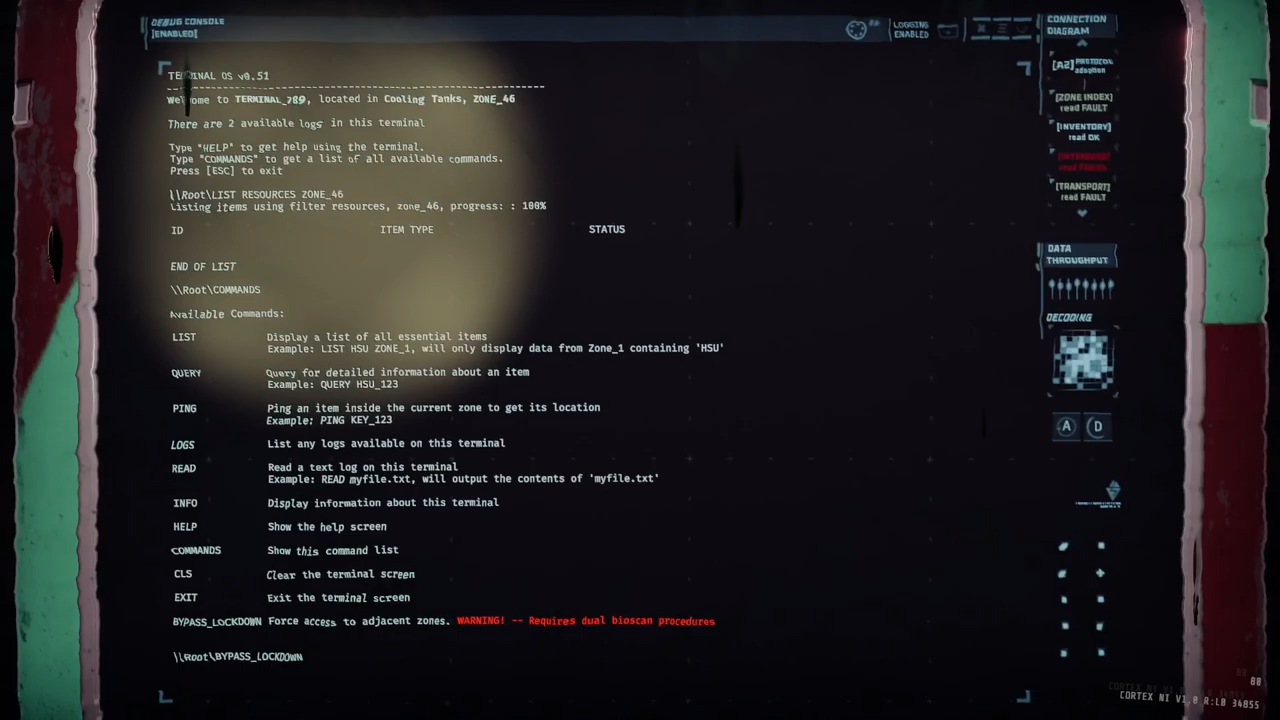 DEBUG CONSOLE
[ENABLED]
LOGGING
ENABLED
TERMINAL OS v0.51
Welcome to TERMINAL_789, located in Cooling Tanks, ZONE_46
There are 2 available logs in this terminal
Type "HELP" to get help using the terminal.
Type "COMMANDS" to get a list of all available commands.
Press [ESC] to exit
\\Root\LIST RESOURCES ZONE_46
Listing items using filter resources, zone_46, progress: : 100%
ID ITEM TYPE STATUS
END OF LIST
\\Root\COMMANDS
Available Commands:
LIST Display a list of all essential items
Example: LIST HSU ZONE_1, will only display data from Zone_1 containing 'HSU'
QUERY Query for detailed information about an item
Example: QUERY HSU_123
PING Ping an item inside the current zone to get its location
Example: PING KEY_123
LOGS List any logs available on this terminal
READ Read a text log on this terminal
Example: READ myfile.txt, will output the contents of 'myfile.txt'
INFO Display information about this terminal
HELP Show the help screen
COMMANDS Show this command list
CLS Clear the terminal screen
EXIT Exit the terminal screen
BYPASS_LOCKDOWN Force access to adjacent zones. WARNING! -- Requires dual bioscan procedures
\\Root\BYPASS_LOCKDOWN
CONNECTION
DIAGRAM
[A2] PROTOCOL
adaption
[ZONE INDEX]
read FAULT
[INVENTORY]
read OK
[TRANSPORT]
read FAULT
DATA
THROUGHPUT
DECODING
A D
88
CORTEX NI V1.0 R:L0 34855